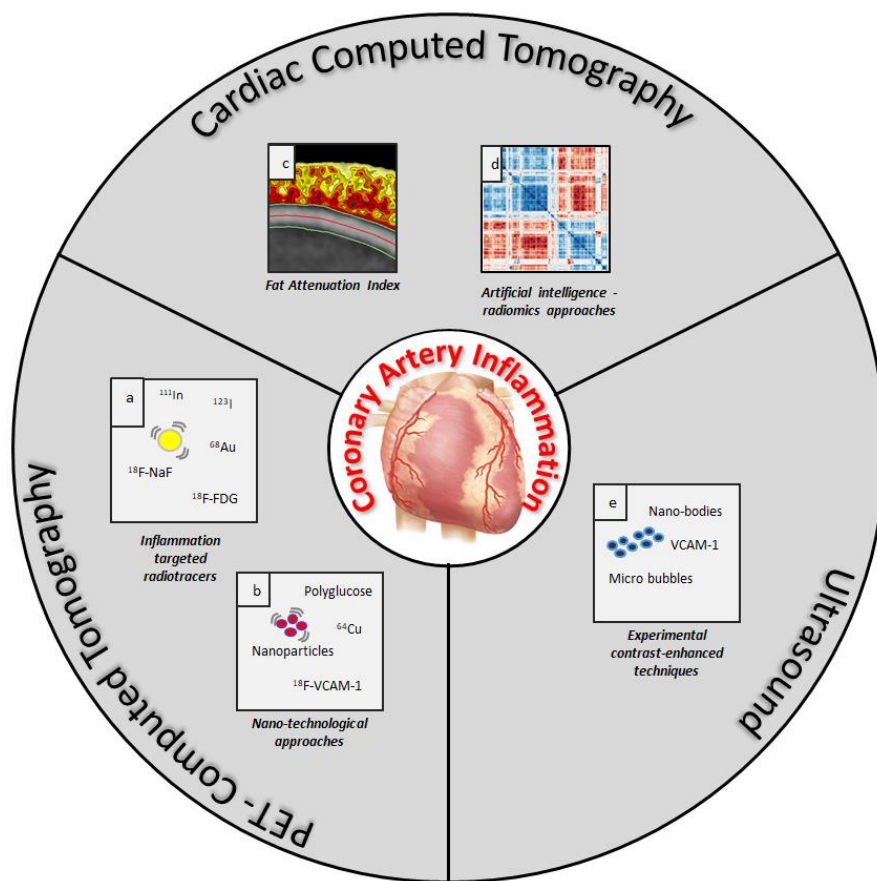 Cardiac Computed Tomography
c
Fat Attenuation Index
d
Artificial intelligence -
radiomics approaches
Coronary Artery Inflammation
PET- Computed Tomography
a
¹¹¹In
¹²³I
⁶⁸Au
¹⁸F-NaF
¹⁸F-FDG
Inflammation
targeted
radiotracers
b
Polyglucose
⁶⁴Cu
Nanoparticles
¹⁸F-VCAM-1
Nano-technological
approaches
Ultrasound
e
Nano-bodies
VCAM-1
Micro bubbles
Experimental
contrast-enhanced
techniques